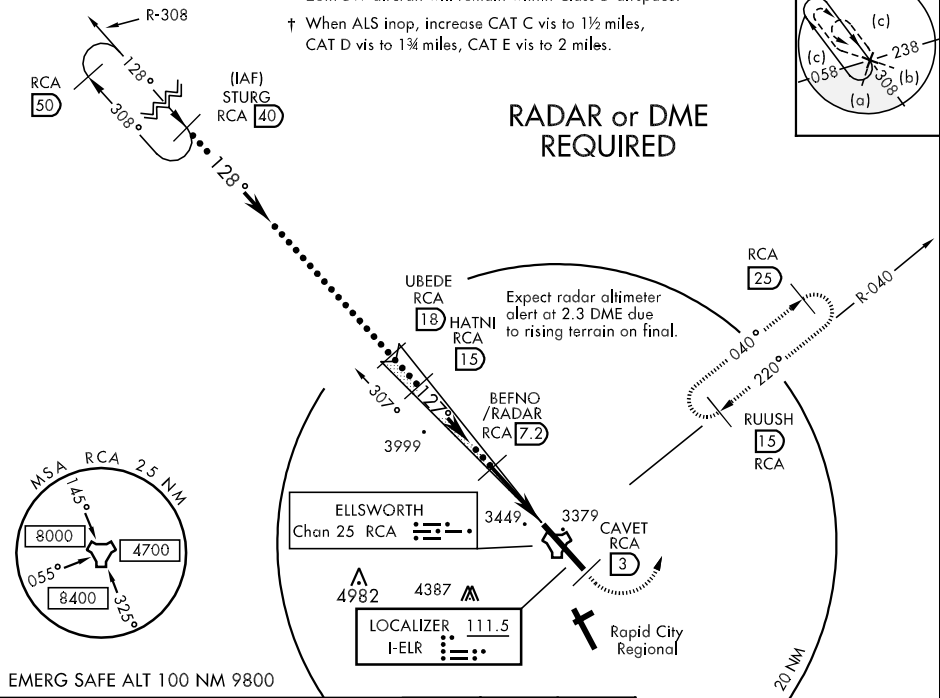 † When ALS inop, increase CAT C vis to 1½ miles,
CAT D vis to 1¾ miles, CAT E vis to 2 miles.
RADAR or DME
REQUIRED
R-308
RCA
50
128°
308°
(IAF)
STURG
RCA 40
128°
(c)
(c)
058
238
308
(b)
(a)
UBEDE
RCA
18
HATNI
RCA
15
Expect radar altimeter
alert at 2.3 DME due
to rising terrain on final.
RCA
25
R-040
040°
220°
RUUSH
15
RCA
307°
127°
BEFNO
/RADAR
RCA 7.2
3999
MSA RCA 25 NM
145°
8000
4700
055°
8400
325°
ELLSWORTH
Chan 25 RCA
3449
3379
CAVET
RCA
3
4982
4387
LOCALIZER 111.5
I-ELR
Rapid City
Regional
20 NM
EMERG SAFE ALT 100 NM 9800